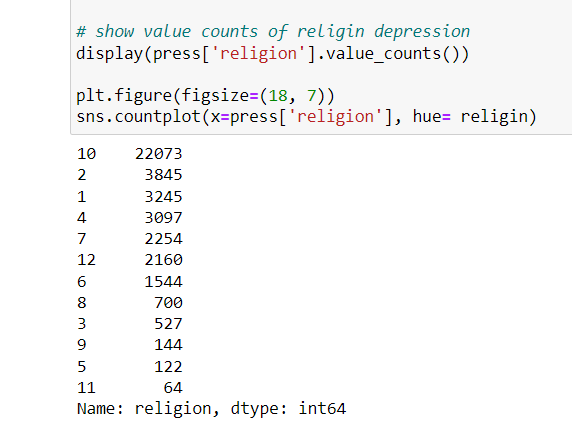 # show value counts of religin depression
display(press['religion'].value_counts())
plt.figure(figsize=(18, 7))
sns.countplot(x=press['religion'], hue= religin)
10    22073
2      3845
1      3245
4      3097
7      2254
12     2160
6      1544
8       700
3       527
9       144
5       122
11       64
Name: religion, dtype: int64